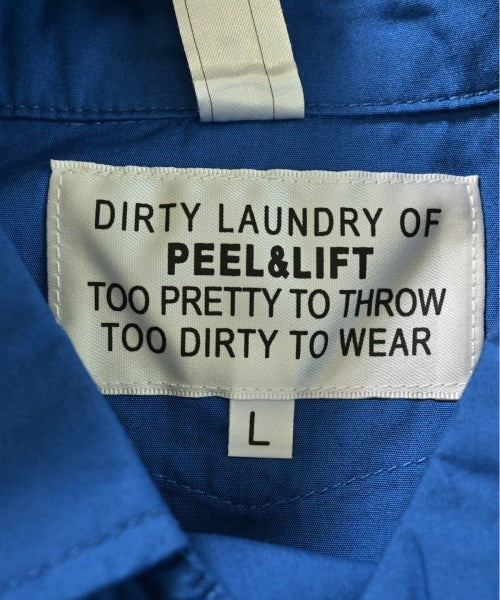 DIRTY LAUNDRY OF
PEEL&LIFT
TOO PRETTY TO THROW
TOO DIRTY TO WEAR
L